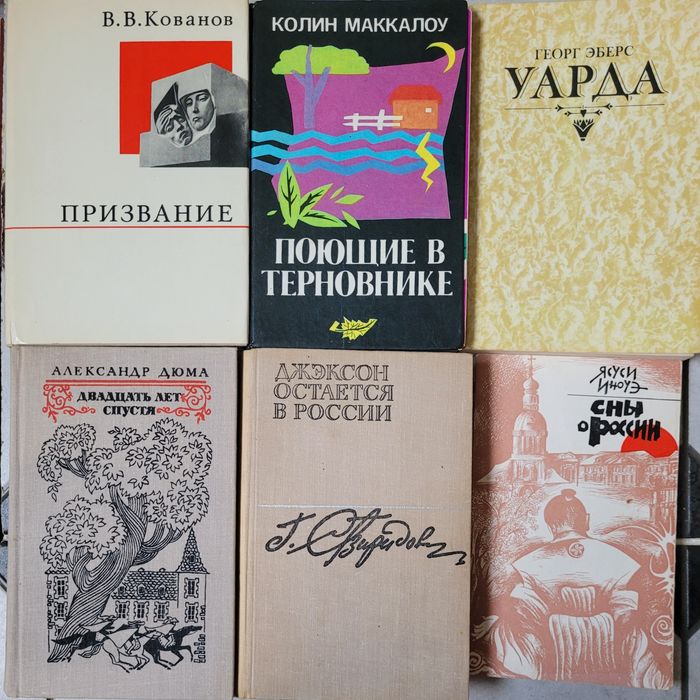 В.В.Кованов
ПРИЗВАНИЕ
КОЛИН МАККАЛОУ
ПОЮЩИЕ В
ТЕРНОВНИКЕ
ГЕОРГ ЭБЕРС
УАРДА
АЛЕКСАНДР ДЮМА
ДВАДЦАТЬ ЛЕТ
СПУСТЯ
ДЖЭКСОН
ОСТАЕТСЯ
В РОССИИ
Г. Свиридов
ЯСУСИ
ИНОУЭ
СНЫ
О РОССИИ